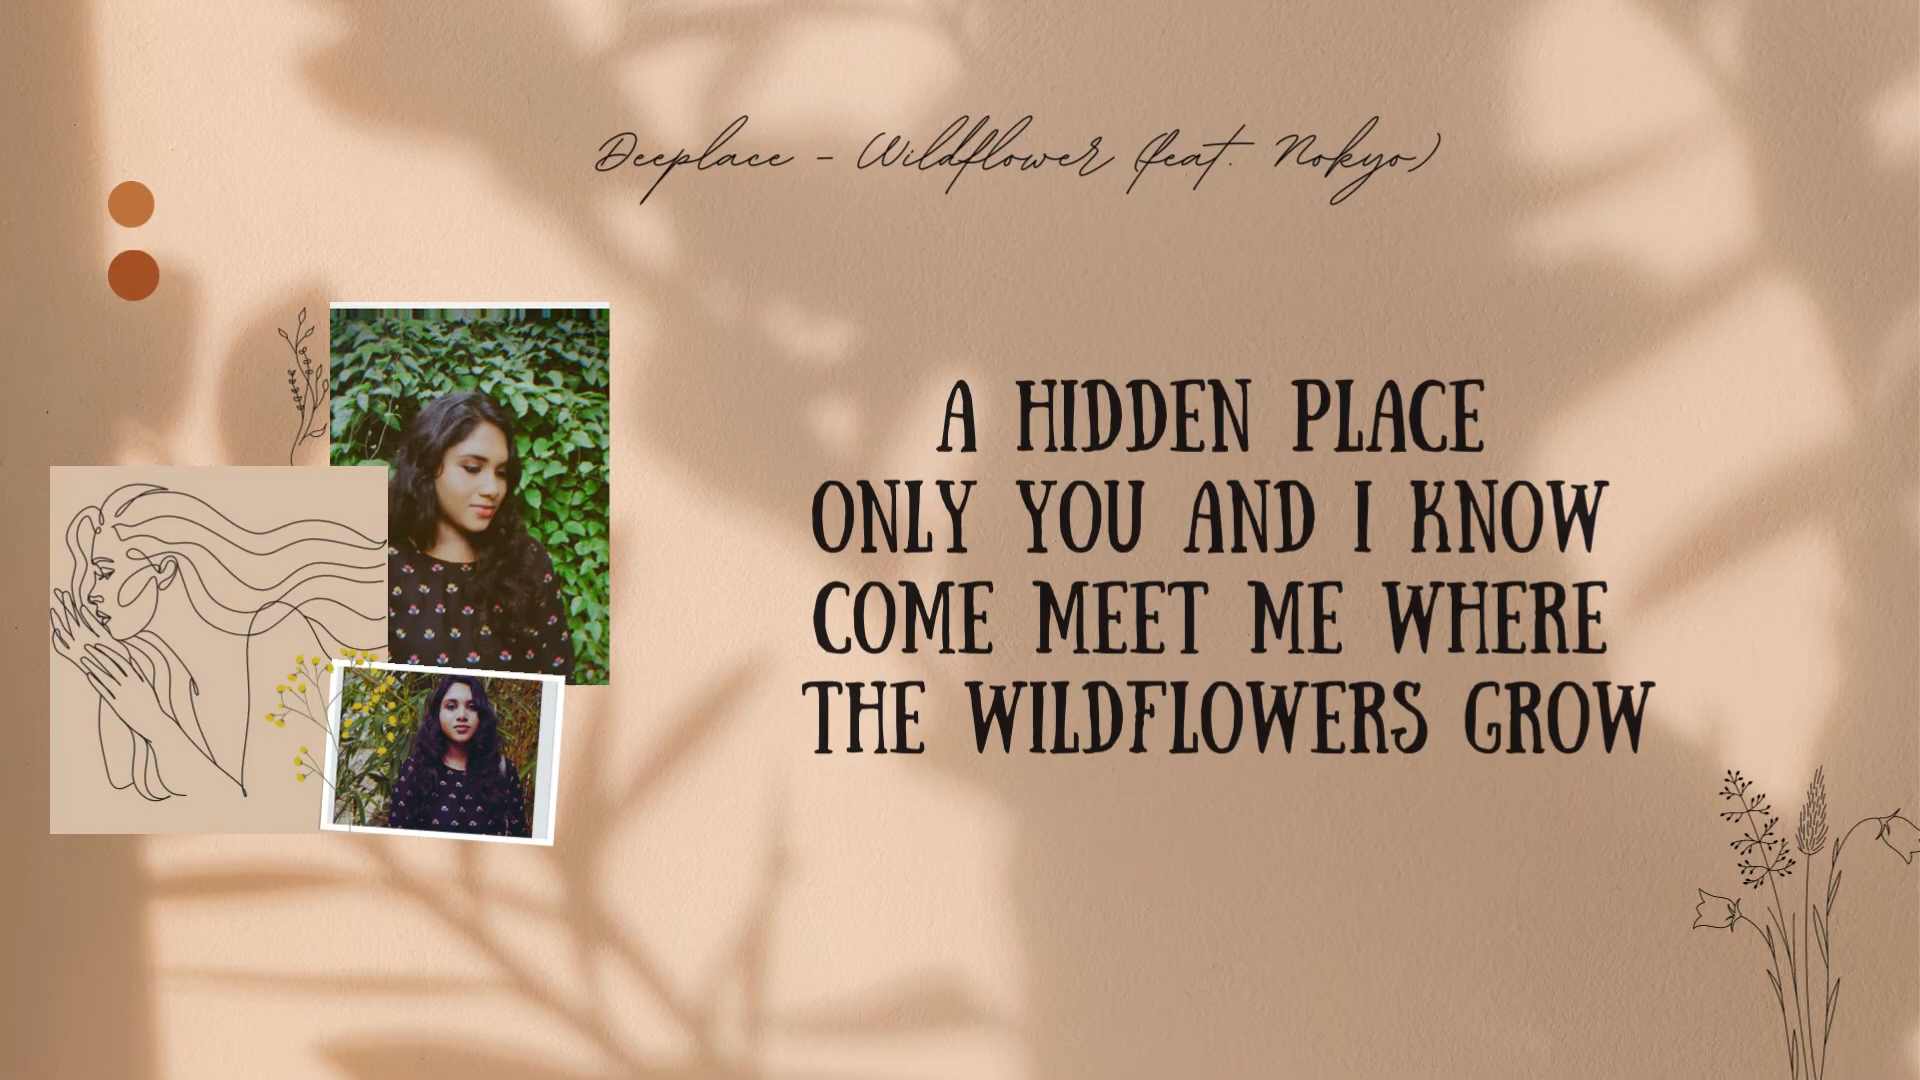 Deeplace - Wildflower (feat. Nokyo)
A HIDDEN PLACE
ONLY YOU AND I KNOW
COME MEET ME WHERE
THE WILDFLOWERS GROW